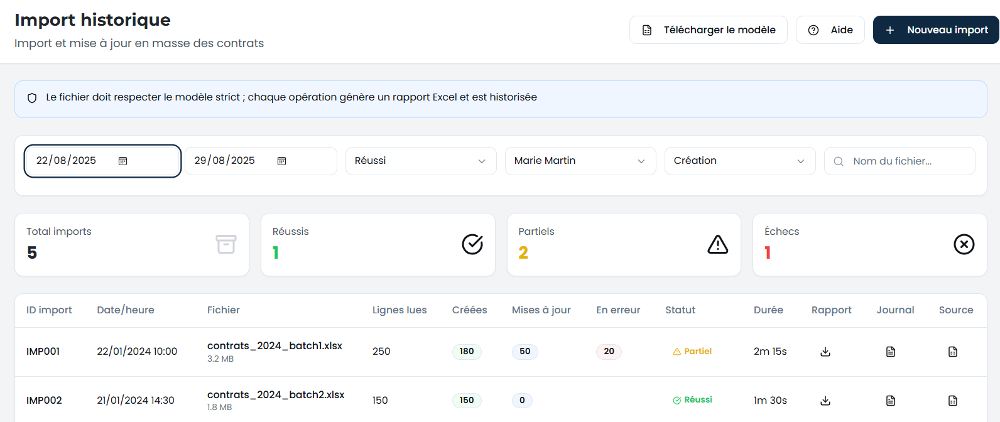 Import historique
Import et mise à jour en masse des contrats
Télécharger le modèle
Aide
Nouveau import
Le fichier doit respecter le modèle strict ; chaque opération génère un rapport Excel et est historisée
22/08/2025
29/08/2025
Réussi
Marie Martin
Création
Nom du fichier...
Total imports
5
Réussis
1
Partiels
2
Échecs
1
ID import Date/heure Fichier Lignes lues Créées Mises à jour En erreur Statut Durée Rapport Journal Source
IMP001 22/01/2024 10:00 contrats_2024_batch1.xlsx 250 180 50 20 Partiel 2m 15s
3.2 MB
IMP002 21/01/2024 14:30 contrats_2024_batch2.xlsx 150 150 0 Réussi 1m 30s
1.8 MB